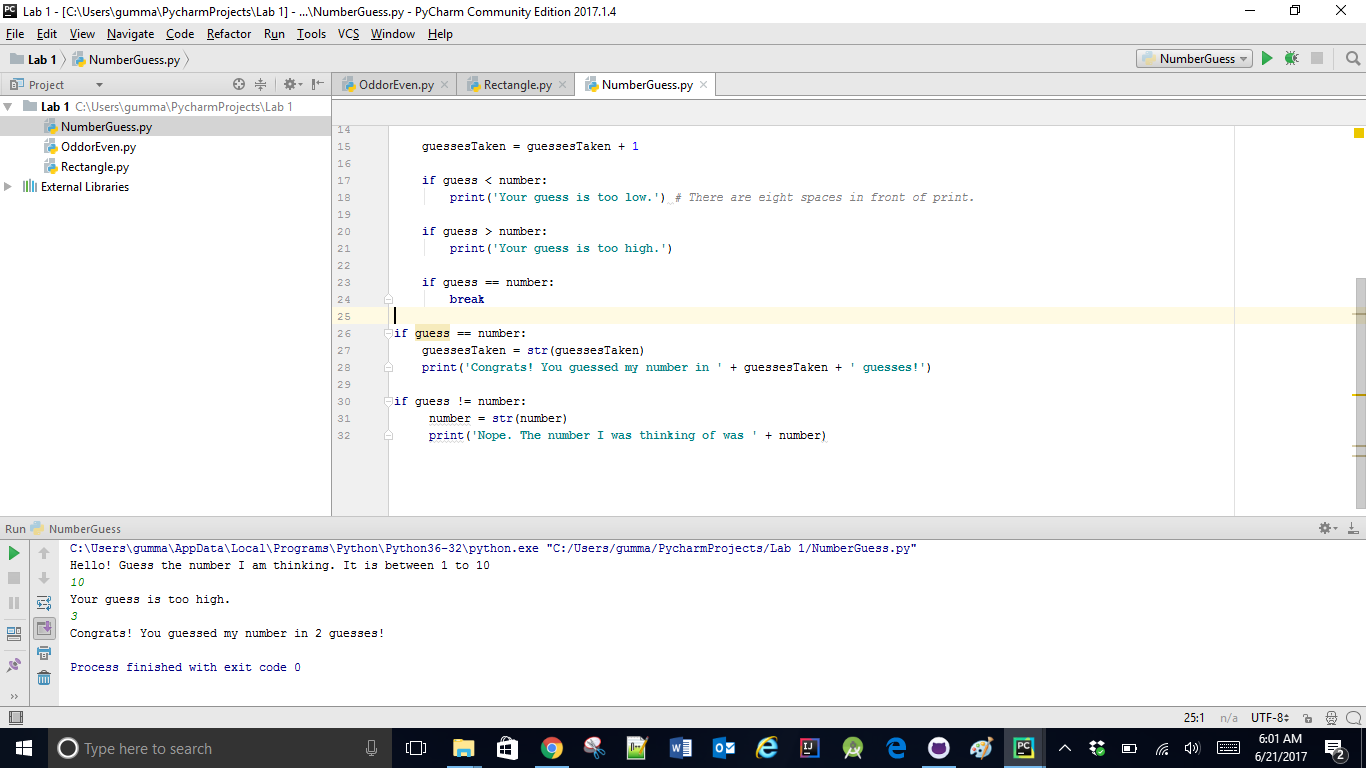 Lab 1 - [C:\Users\gumma\PycharmProjects\Lab 1] - ...\NumberGuess.py - PyCharm Community Edition 2017.1.4
File Edit View Navigate Code Refactor Run Tools VCS Window Help
Lab 1 NumberGuess.py NumberGuess
Project OddorEven.py Rectangle.py NumberGuess.py
Lab 1 C:\Users\gumma\PycharmProjects\Lab 1
NumberGuess.py
OddorEven.py
Rectangle.py
External Libraries
14
15 guessesTaken = guessesTaken + 1
16
17 if guess < number:
18 print('Your guess is too low.') # There are eight spaces in front of print.
19
20 if guess > number:
21 print('Your guess is too high.')
22
23 if guess == number:
24 break
25
26 if guess == number:
27 guessesTaken = str(guessesTaken)
28 print('Congrats! You guessed my number in ' + guessesTaken + ' guesses!')
29
30 if guess != number:
31 number = str(number)
32 print('Nope. The number I was thinking of was ' + number)
Run NumberGuess
C:\Users\gumma\AppData\Local\Programs\Python\Python36-32\python.exe "C:/Users/gumma/PycharmProjects/Lab 1/NumberGuess.py"
Hello! Guess the number I am thinking. It is between 1 to 10
10
Your guess is too high.
3
Congrats! You guessed my number in 2 guesses!
Process finished with exit code 0
25:1 n/a UTF-8
Type here to search
6:01 AM
6/21/2017
2